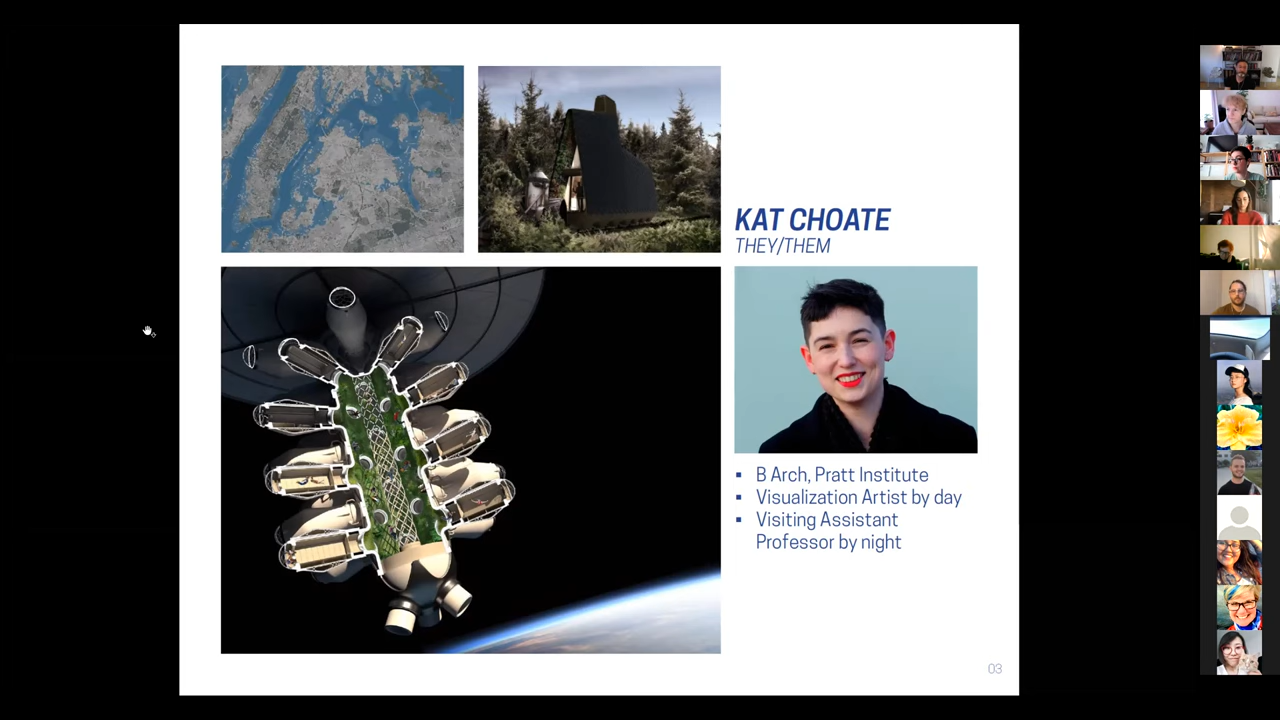 KAT CHOATE
THEY/THEM
▪ B Arch, Pratt Institute
▪ Visualization Artist by day
▪ Visiting Assistant
Professor by night
03